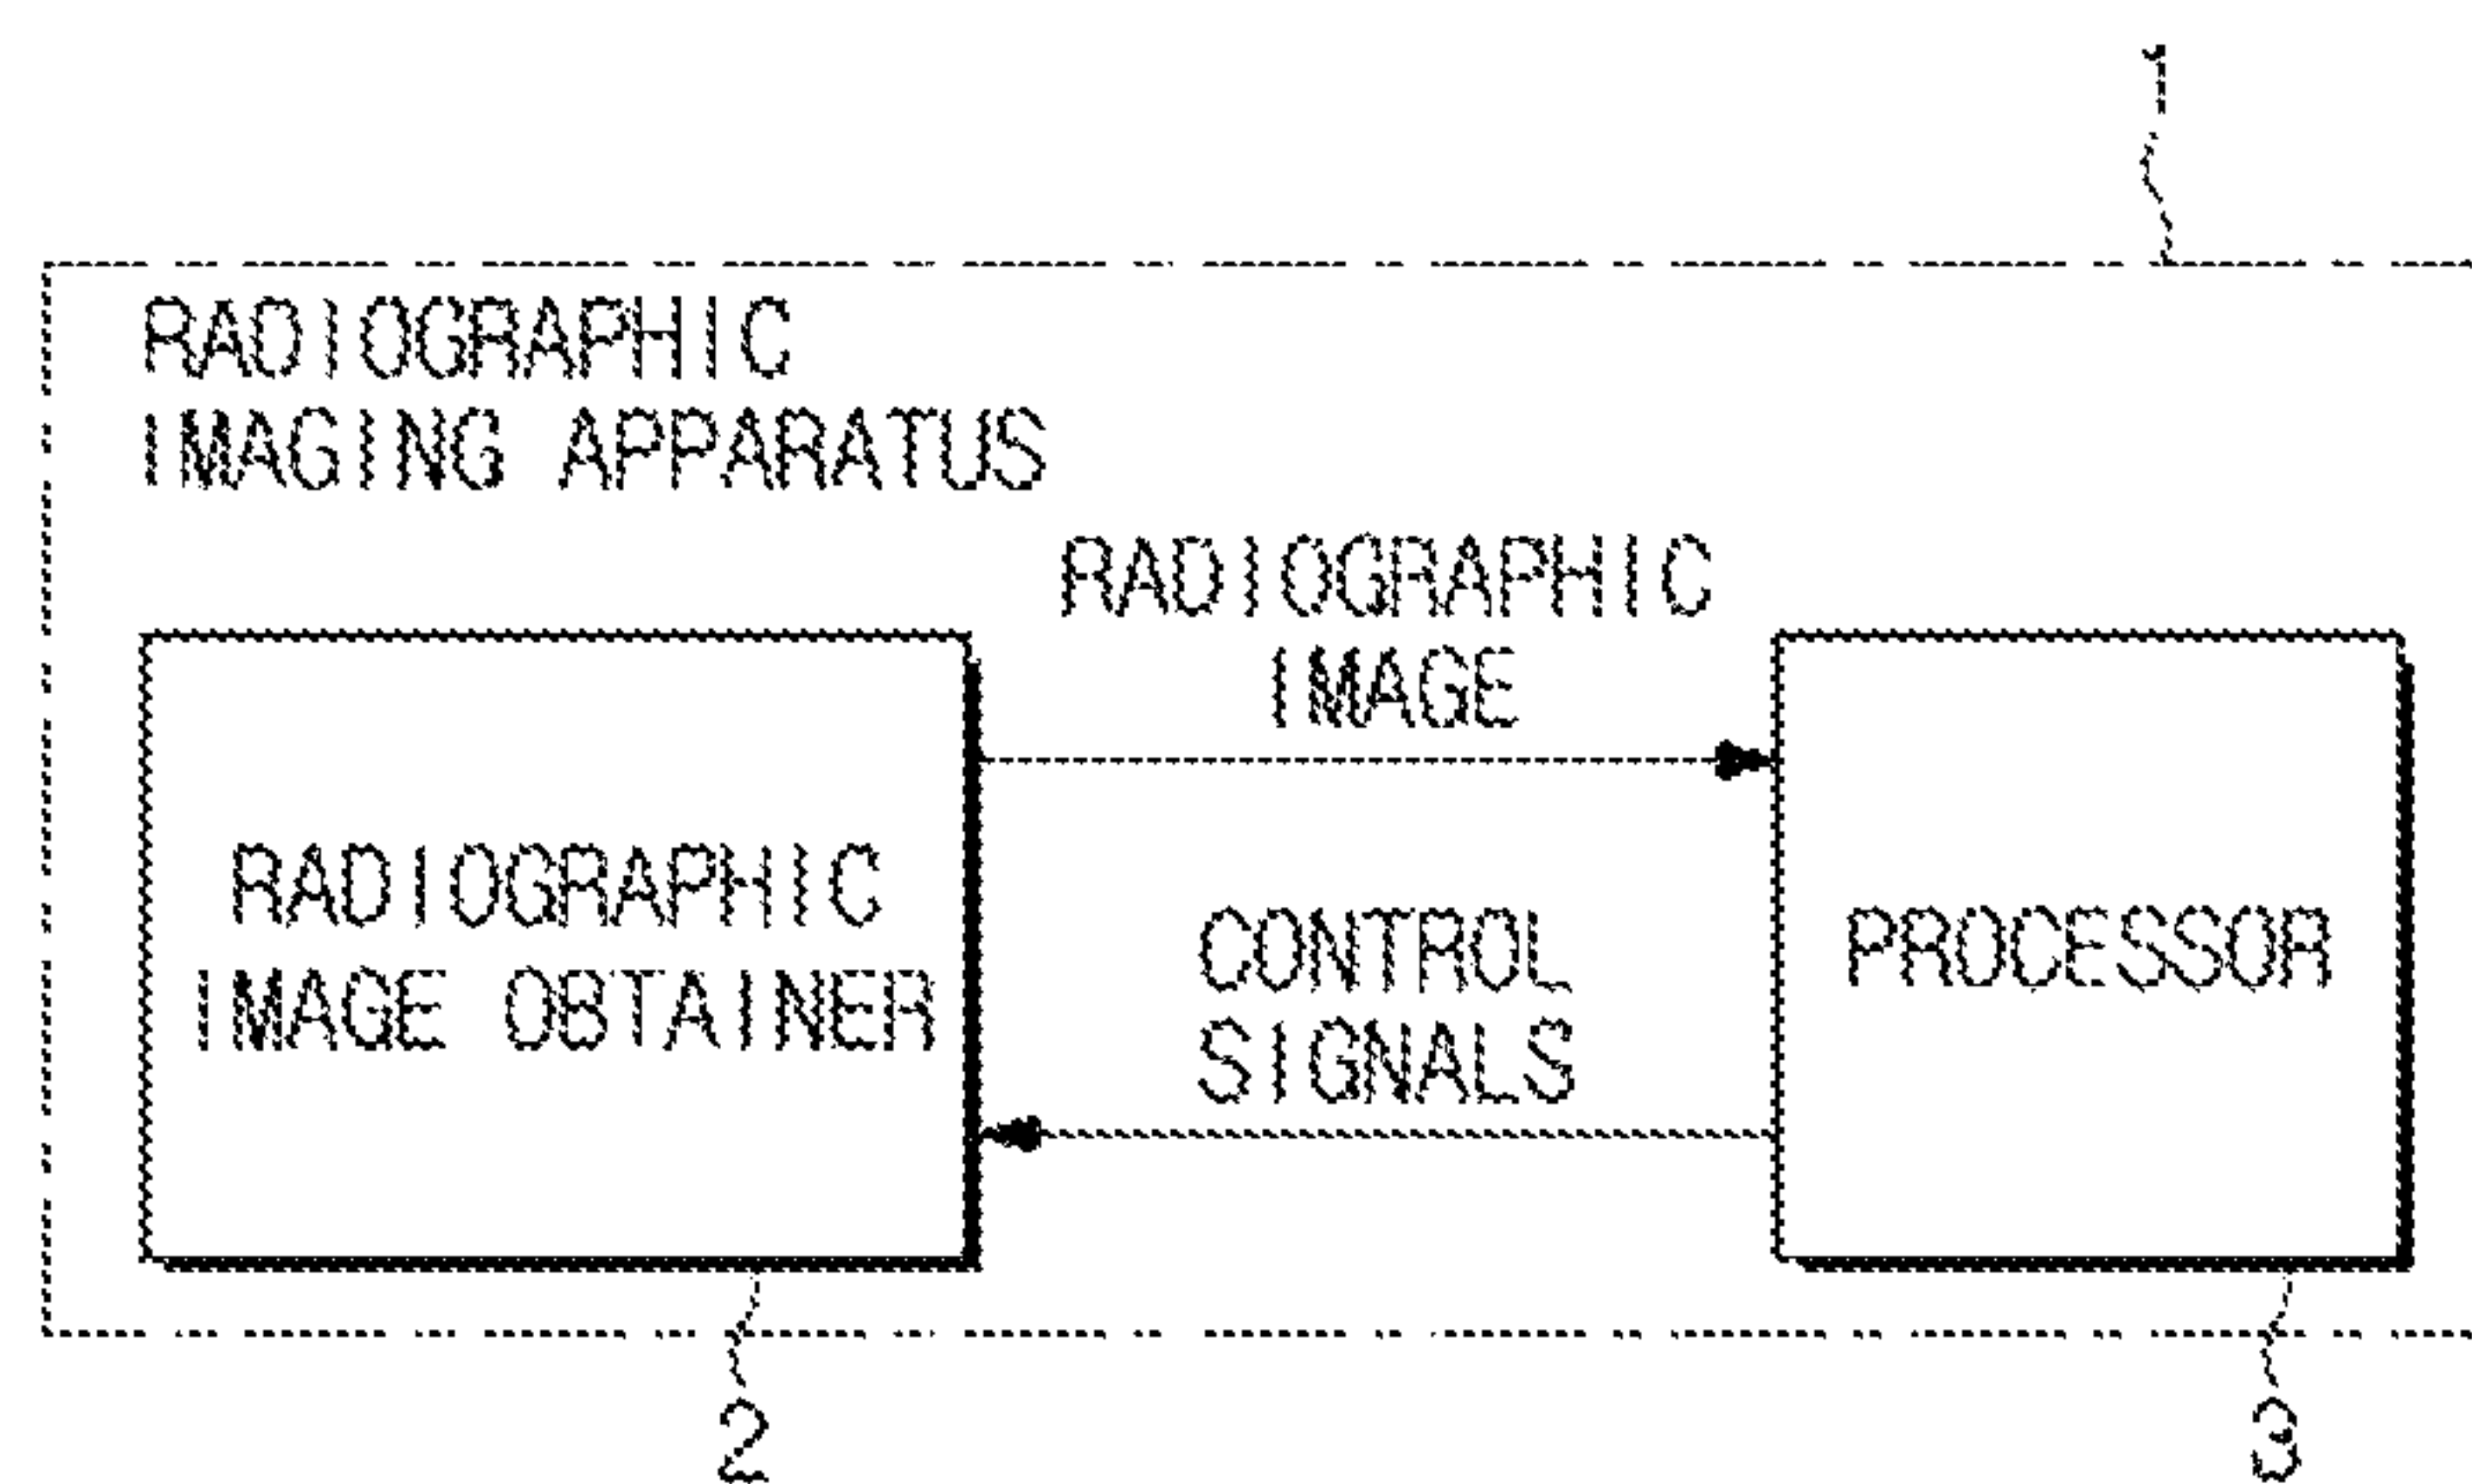 1
RADIOGRAPHIC
IMAGING APPARATUS
RADIOGRAPHIC
IMAGE
RADIOGRAPHIC
IMAGE OBTAINER
CONTROL
SIGNALS
PROCESSOR
2
3